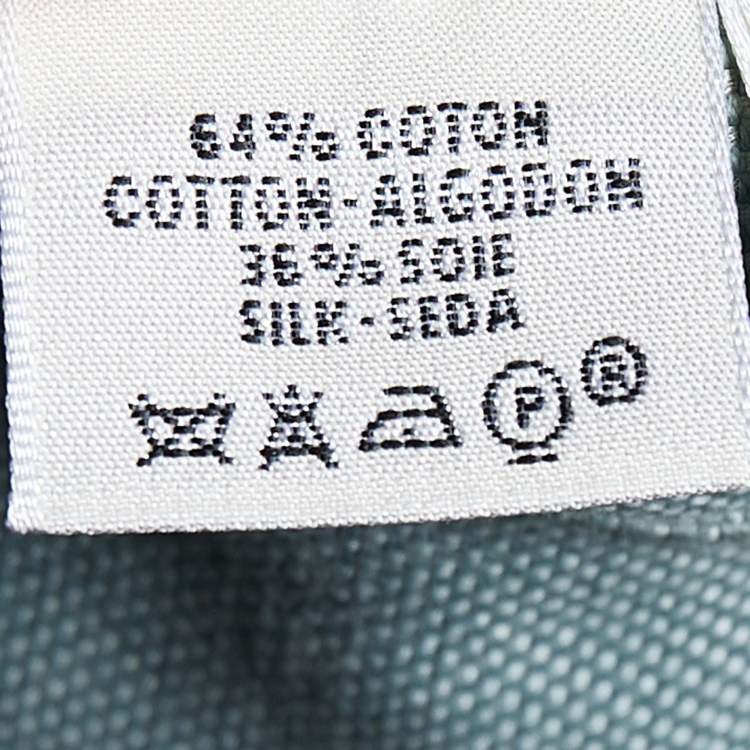 64% COTON
COTTON-ALGODON
36% SOIE
SILK-SEDA
P ®